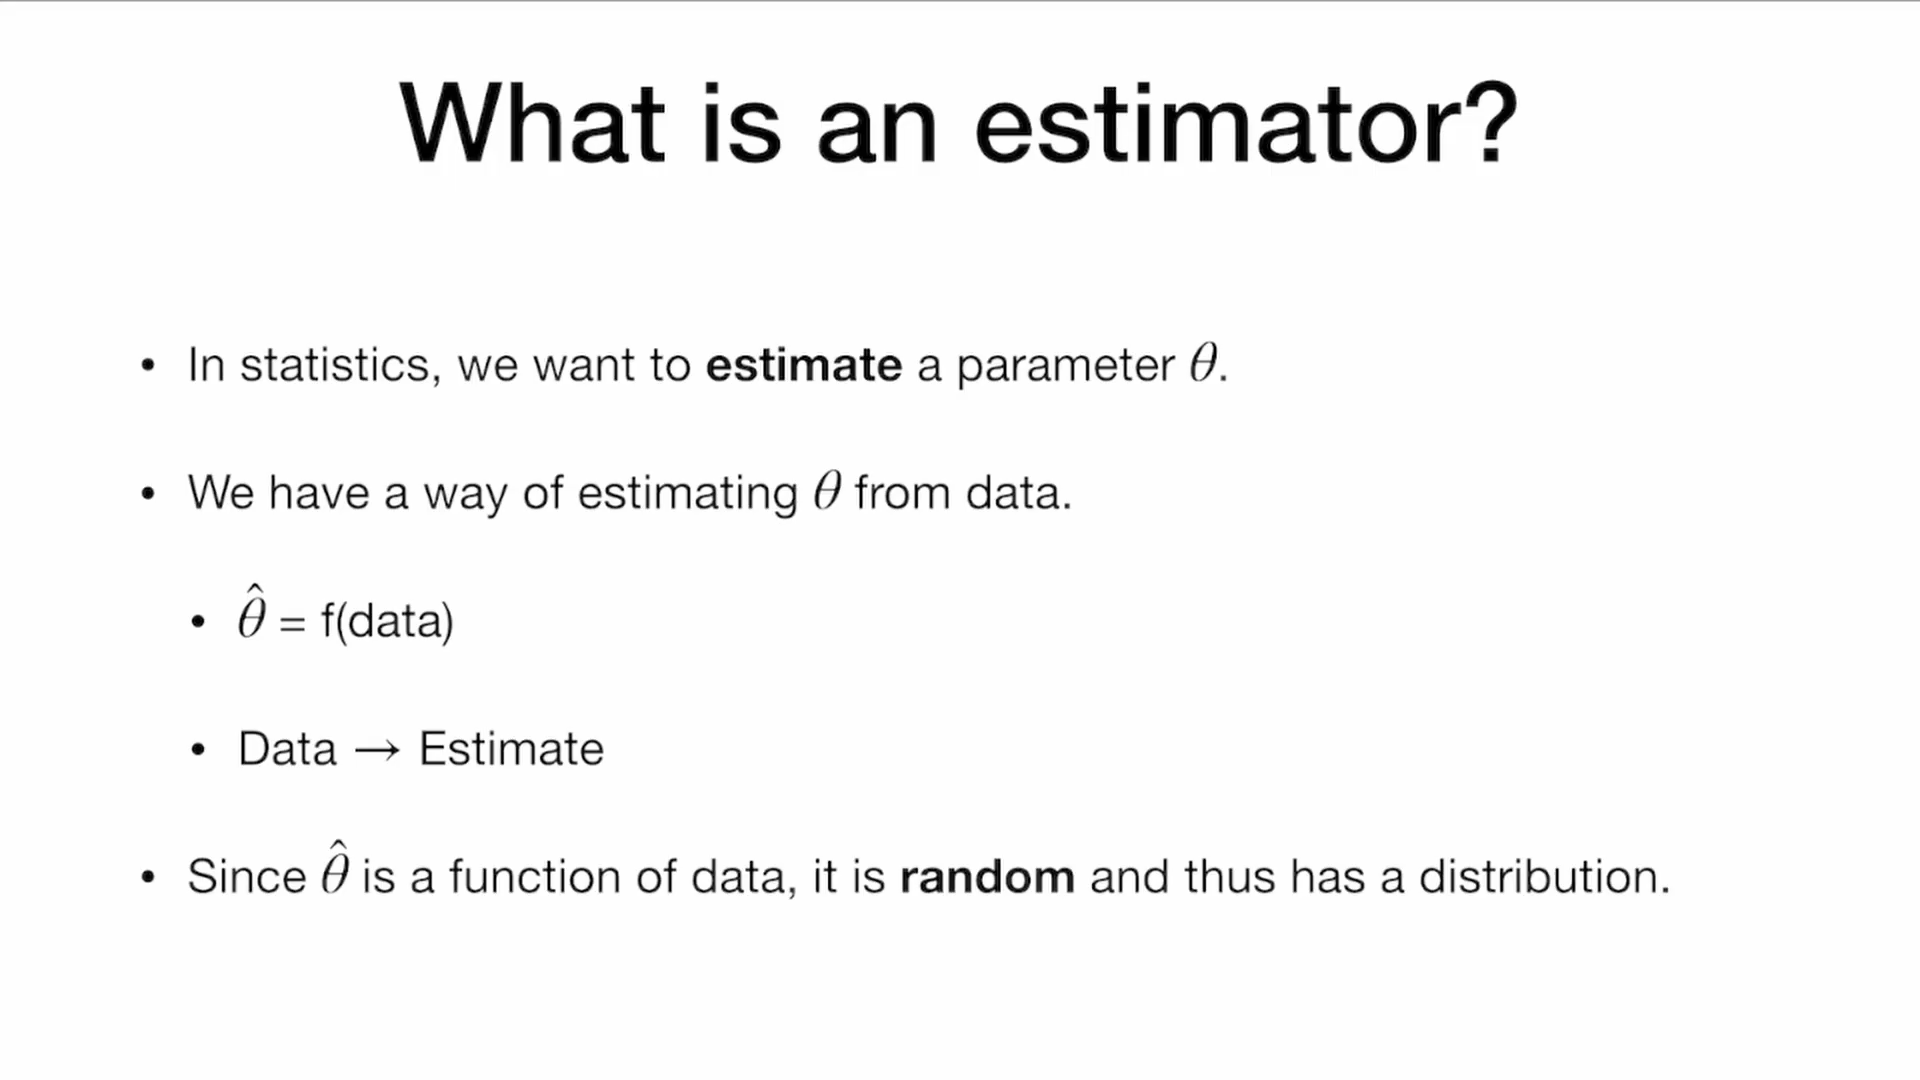 What is an estimator?
• In statistics, we want to estimate a parameter θ.
• We have a way of estimating θ from data.
• θ̂ = f(data)
• Data → Estimate
• Since θ̂ is a function of data, it is random and thus has a distribution.